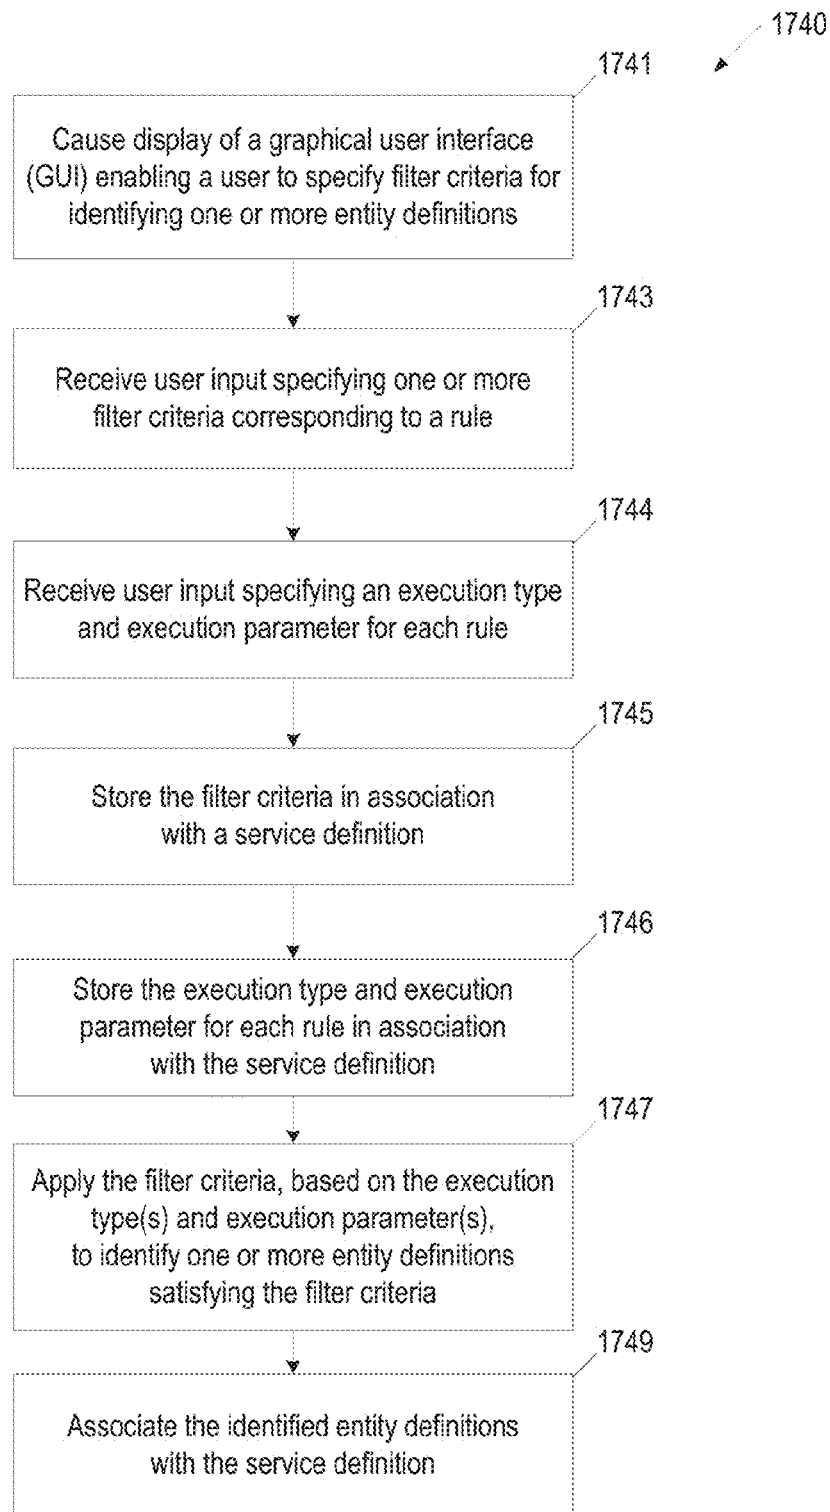 1740
1741
Cause display of a graphical user interface
(GUI) enabling a user to specify filter criteria for
identifying one or more entity definitions
1743
Receive user input specifying one or more
filter criteria corresponding to a rule
1744
Receive user input specifying an execution type
and execution parameter for each rule
1745
Store the filter criteria in association
with a service definition
1746
Store the execution type and execution
parameter for each rule in association
with the service definition
1747
Apply the filter criteria, based on the execution
type(s) and execution parameter(s),
to identify one or more entity definitions
satisfying the filter criteria
1749
Associate the identified entity definitions
with the service definition